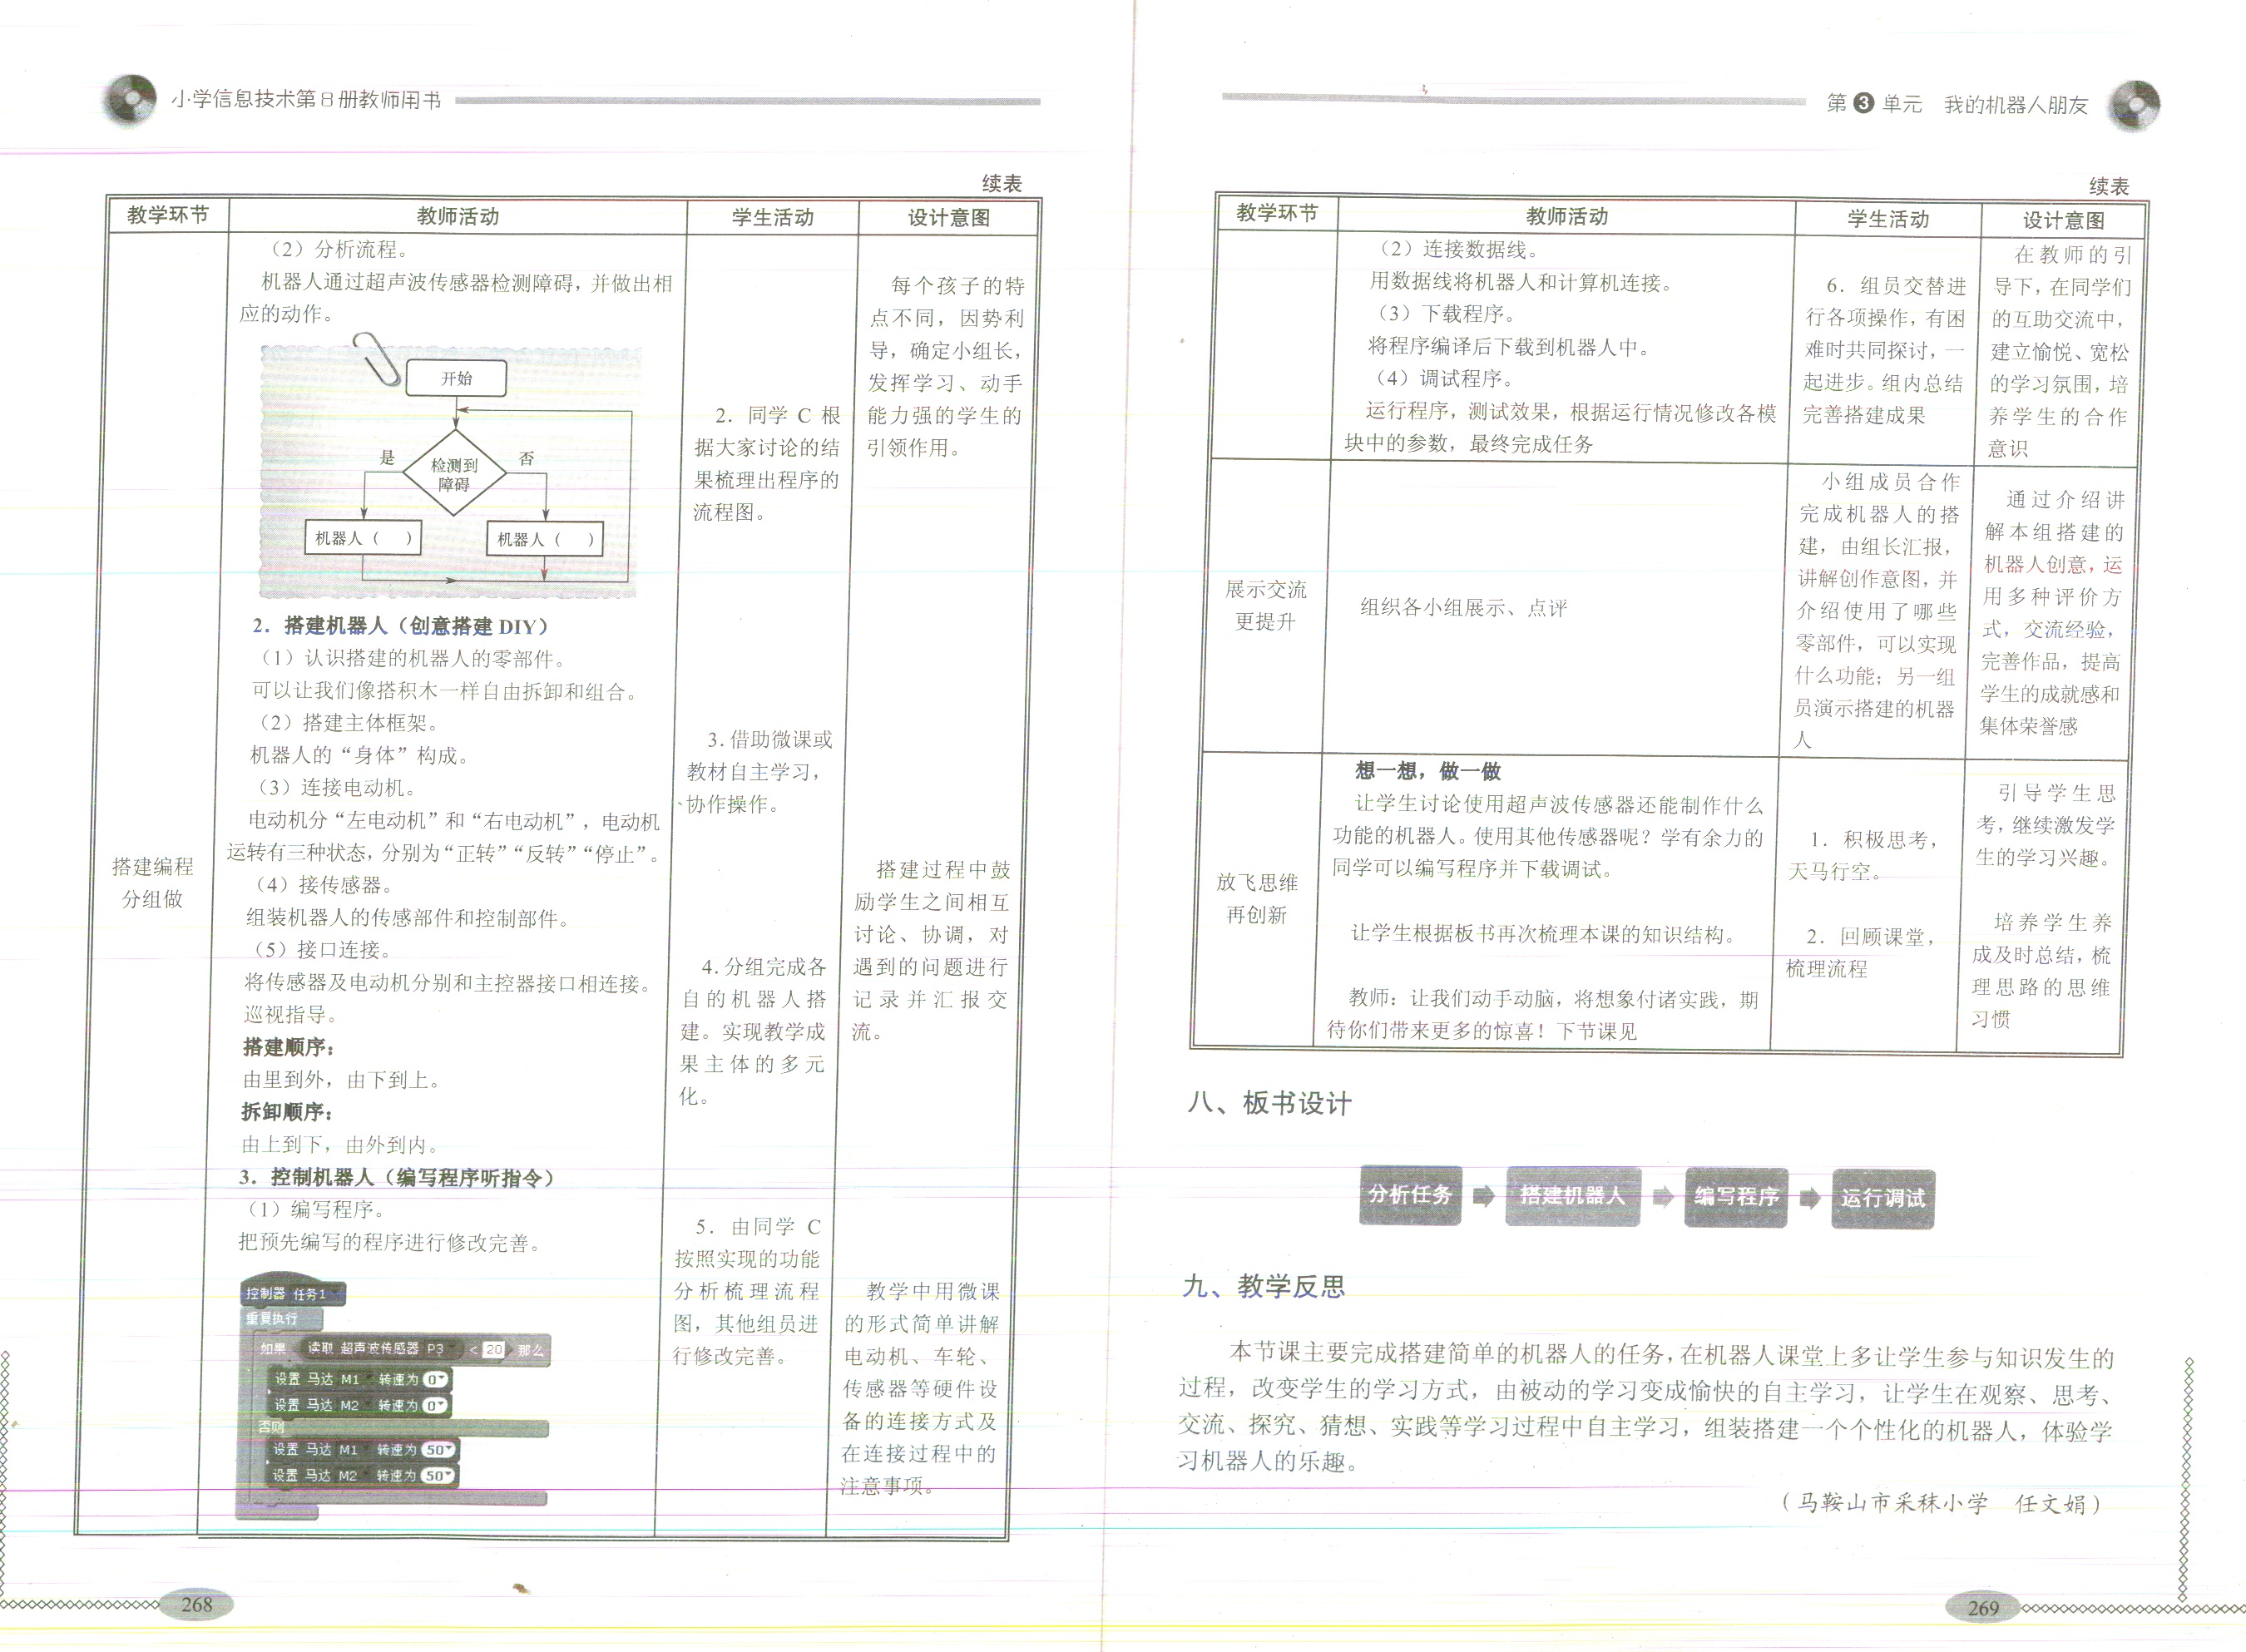 小学信息技术第8册教师用书
续表
教学环节 教师活动 学生活动 设计意图
搭建编程
分组做
（2）分析流程。
机器人通过超声波传感器检测障碍，并做出相
应的动作。
开始
是
检测到
障碍
否
机器人（ ）
机器人（ ）
2．搭建机器人（创意搭建 DIY）
（1）认识搭建的机器人的零部件。
可以让我们像搭积木一样自由拆卸和组合。
（2）搭建主体框架。
机器人的“身体”构成。
（3）连接电动机。
电动机分“左电动机”和“右电动机”，电动机
运转有三种状态，分别为“正转”“反转”“停止”。
（4）接传感器。
组装机器人的传感部件和控制部件。
（5）接口连接。
将传感器及电动机分别和主控器接口相连接。
巡视指导。
搭建顺序：
由里到外，由下到上。
拆卸顺序：
由上到下，由外到内。
3．控制机器人（编写程序听指令）
（1）编写程序。
把预先编写的程序进行修改完善。
控制器 任务1
重复执行
如果 读取 超声波传感器 P3 < 20 那么
设置 马达 M1 转速为 0
设置 马达 M2 转速为 0
否则
设置 马达 M1 转速为 50
设置 马达 M2 转速为 50
2．同学 C 根
据大家讨论的结
果梳理出程序的
流程图。
3.借助微课或
教材自主学习，
协作操作。
4.分组完成各
自的机器人搭
建。实现教学成
果主体的多元
化。
5．由同学 C
按照实现的功能
分析梳理流程
图，其他组员进
行修改完善。
每个孩子的特
点不同，因势利
导，确定小组长，
发挥学习、动手
能力强的学生的
引领作用。
搭建过程中鼓
励学生之间相互
讨论、协调，对
遇到的问题进行
记录并汇报交
流。
教学中用微课
的形式简单讲解
电动机、车轮、
传感器等硬件设
备的连接方式及
在连接过程中的
注意事项。
268
第3单元 我的机器人朋友
续表
教学环节 教师活动 学生活动 设计意图
（2）连接数据线。
用数据线将机器人和计算机连接。
（3）下载程序。
将程序编译后下载到机器人中。
（4）调试程序。
运行程序，测试效果，根据运行情况修改各模
块中的参数，最终完成任务
6．组员交替进
行各项操作，有困
难时共同探讨，一
起进步。组内总结
完善搭建成果
在教师的引
导下，在同学们
的互助交流中，
建立愉悦、宽松
的学习氛围，培
养学生的合作
意识
展示交流
更提升
组织各小组展示、点评
小组成员合作
完成机器人的搭
建，由组长汇报，
讲解创作意图，并
介绍使用了哪些
零部件，可以实现
什么功能；另一组
员演示搭建的机器
人
通过介绍讲
解本组搭建的
机器人创意，运
用多种评价方
式，交流经验，
完善作品，提高
学生的成就感和
集体荣誉感
放飞思维
再创新
想一想，做一做
让学生讨论使用超声波传感器还能制作什么
功能的机器人。使用其他传感器呢？学有余力的
同学可以编写程序并下载调试。
让学生根据板书再次梳理本课的知识结构。
教师：让我们动手动脑，将想象付诸实践，期
待你们带来更多的惊喜！下节课见
1．积极思考，
天马行空。
2．回顾课堂，
梳理流程
引导学生思
考，继续激发学
生的学习兴趣。
培养学生养
成及时总结，梳
理思路的思维
习惯
八、板书设计
分析任务 搭建机器人 编写程序 运行调试
九、教学反思
本节课主要完成搭建简单的机器人的任务，在机器人课堂上多让学生参与知识发生的
过程，改变学生的学习方式，由被动的学习变成愉快的自主学习，让学生在观察、思考、
交流、探究、猜想、实践等学习过程中自主学习，组装搭建一个个性化的机器人，体验学
习机器人的乐趣。
（马鞍山市采秣小学 任文娟）
269